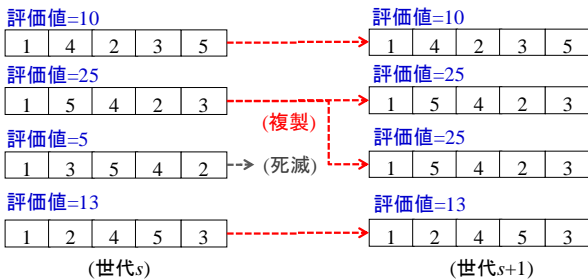 評価値=10 評価値=10
1 4 2 3 5 1 4 2 3 5
評価値=25 評価値=25
1 5 4 2 3 1 5 4 2 3
(複製)
評価値=5 評価値=25
1 3 5 4 2 (死滅) 1 5 4 2 3
評価値=13 評価値=13
1 2 4 5 3 1 2 4 5 3
(世代s) (世代s+1)